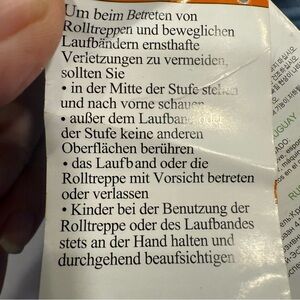 Um beim Betreten von
Rolltreppen und beweglichen
Laufbändern ernsthafte
Verletzungen zu vermeiden,
sollten Sie
• in der Mitte der Stufe stehen
und nach vorne schauen
• außer dem Laufband
der Stufe keine anderen
Oberflächen berühren
• das Laufband oder die
Rolltreppe mit Vorsicht betreten
oder verlassen
• Kinder bei der Benutzung der
Rolltreppe oder des Laufbandes
stets an der Hand halten und
durchgehend beaufsichtigen